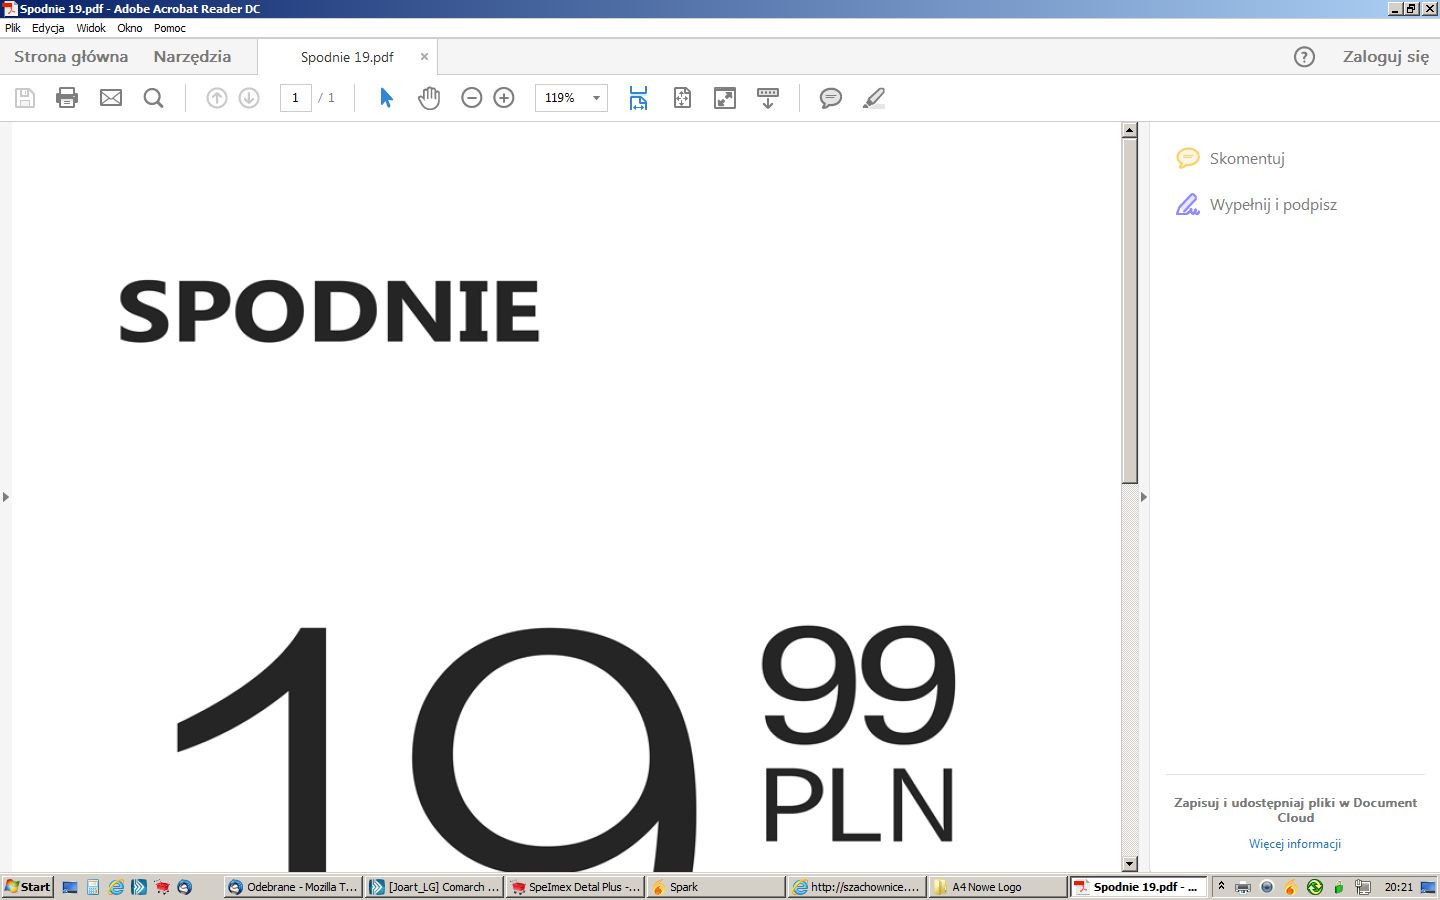 Spodnie 19.pdf - Adobe Acrobat Reader DC
Plik Edycja Widok Okno Pomoc
Strona główna Narzędzia Spodnie 19.pdf × ? Zaloguj się
1 / 1 119%
Skomentuj
Wypełnij i podpisz
SPODNIE
19 99
PLN
Zapisuj i udostępniaj pliki w Document
Cloud
Więcej informacji
Start Odebrane - Mozilla T... [Joart_LG] Comarch ... SpeImex Detal Plus -... Spark http://szachownice.... A4 Nowe Logo Spodnie 19.pdf - ... 20:21